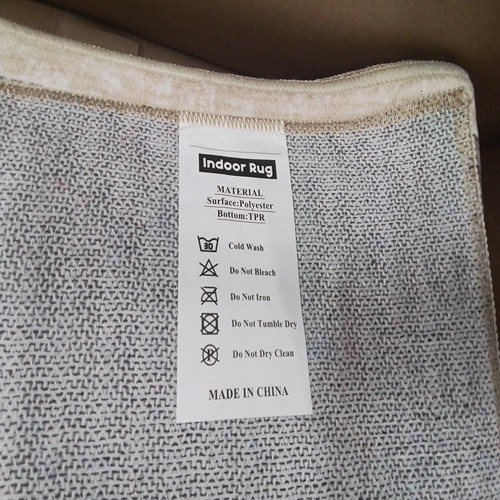 Indoor Rug
MATERIAL
Surface:Polyester
Bottom:TPR
30 Cold Wash
Do Not Bleach
Do Not Iron
Do Not Tumble Dry
P Do Not Dry Clean
MADE IN CHINA